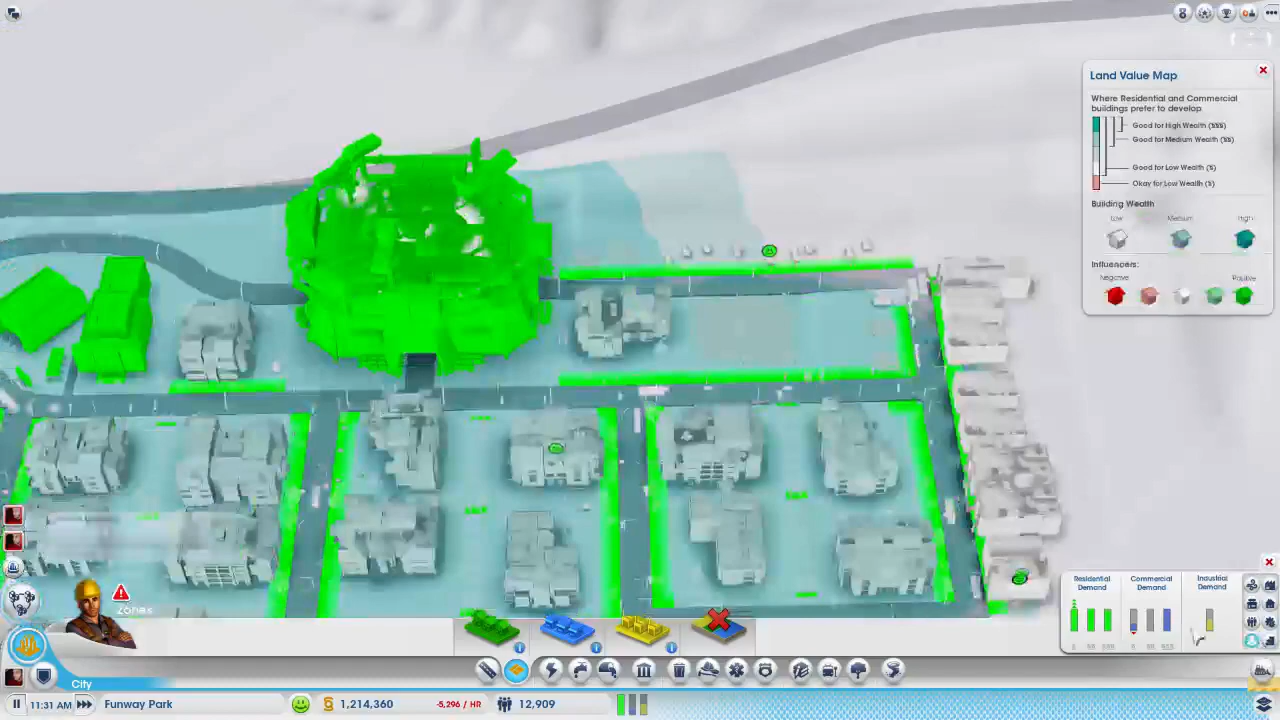 Land Value Map
Where Residential and Commercial
buildings prefer to develop
Good for High Wealth ($$$)
Good for Medium Wealth ($$)
Good for Low Wealth ($)
Okay for Low Wealth ($)
Building Wealth
Low Medium High
Influencers:
Negative Positive
Residential Demand
Commercial Demand
Industrial Demand
$ $$ $$$
Zones
City
11:31 AM
Funway Park
1,214,360
-5,296 / HR
12,909